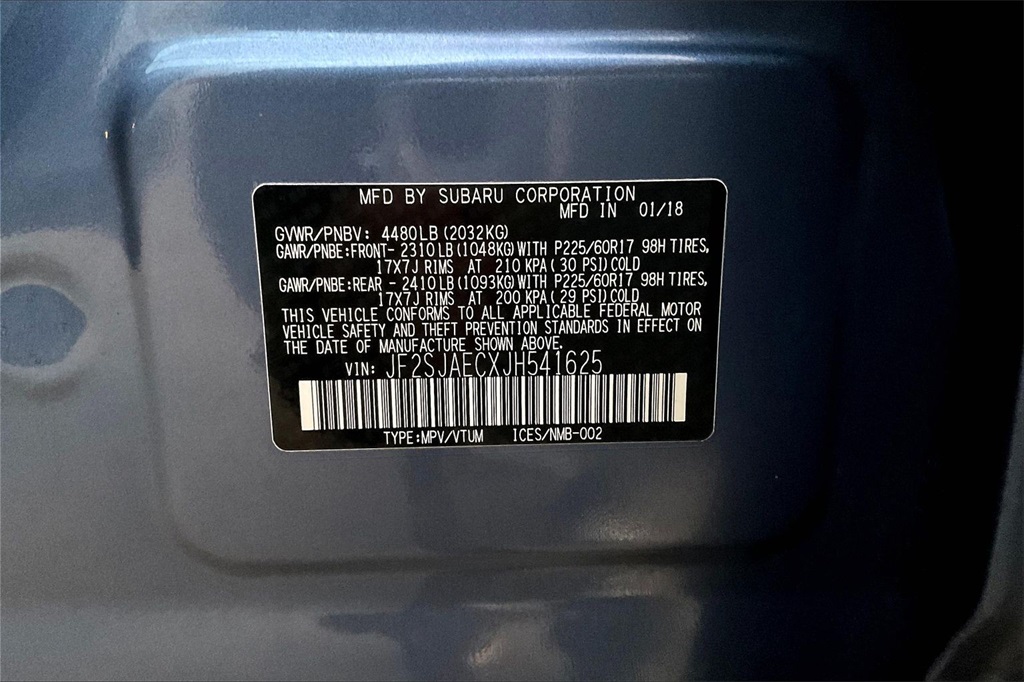 MFD BY SUBARU CORPORATION
MFD IN 01/18
GVWR/PNBV: 4480LB(2032KG)
GAWR/PNBE:FRONT- 2310LB(1048KG)WITH P225/60R17 98H TIRES,
17X7J RIMS AT 210 KPA( 30 PSI)COLD
GAWR/PNBE:REAR - 2410LB(1093KG)WITH P225/60R17 98H TIRES,
17X7J RIMS AT 200 KPA( 29 PSI)COLD
THIS VEHICLE CONFORMS TO ALL APPLICABLE FEDERAL MOTOR
VEHICLE SAFETY AND THEFT PREVENTION STANDARDS IN EFFECT ON
THE DATE OF MANUFACTURE SHOWN ABOVE.
VIN: JF2SJAECXJH541625
TYPE:MPV/VTUM ICES/NMB-002